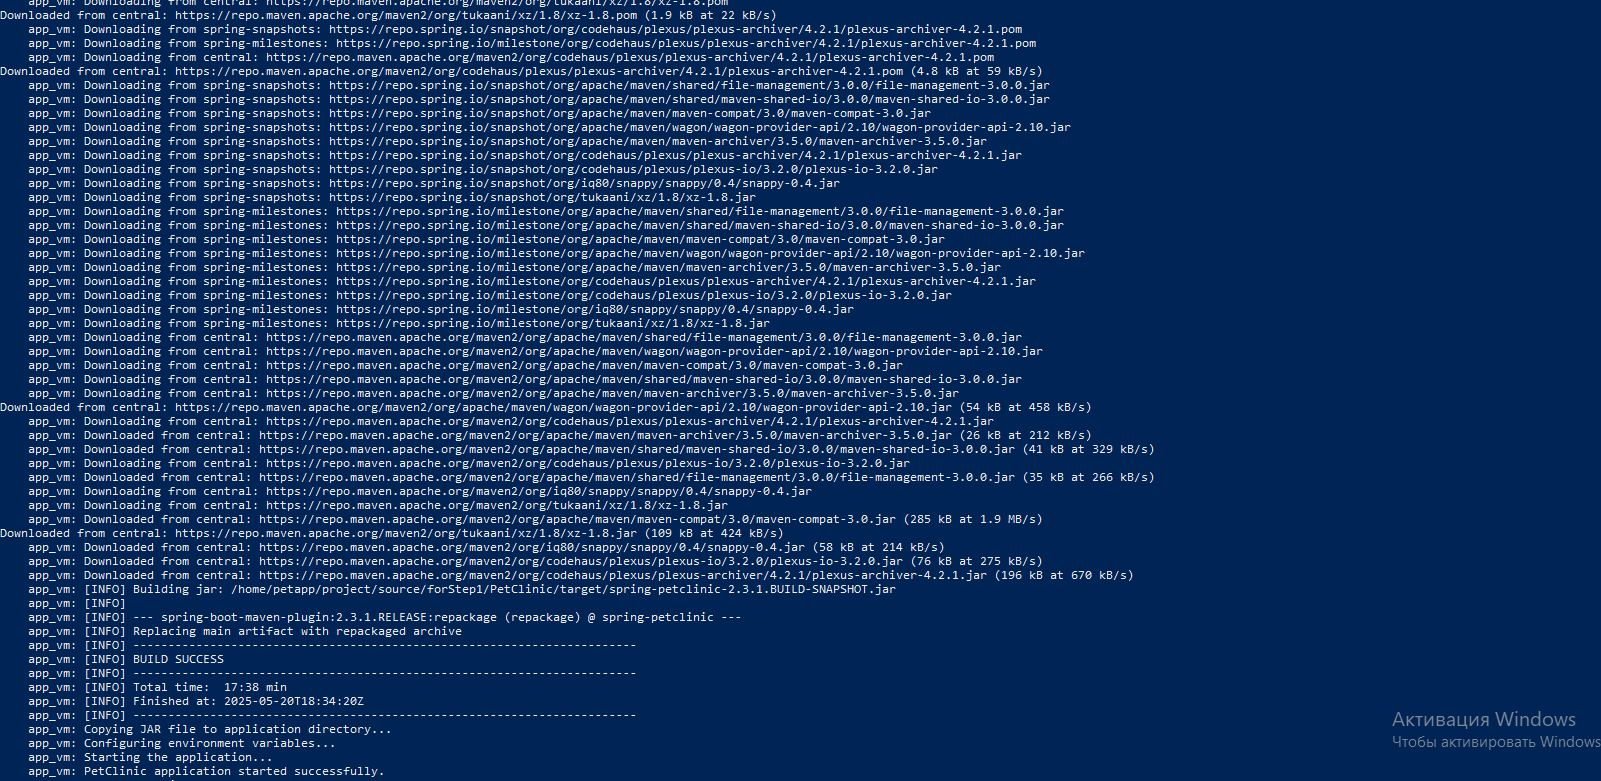 app_vm: Downloading from central: https://repo.maven.apache.org/maven2/org/tukaani/xz/1.8/xz-1.8.pom
Downloaded from central: https://repo.maven.apache.org/maven2/org/tukaani/xz/1.8/xz-1.8.pom (1.9 kB at 22 kB/s)
app_vm: Downloading from spring-snapshots: https://repo.spring.io/snapshot/org/codehaus/plexus/plexus-archiver/4.2.1/plexus-archiver-4.2.1.pom
app_vm: Downloading from spring-milestones: https://repo.spring.io/milestone/org/codehaus/plexus/plexus-archiver/4.2.1/plexus-archiver-4.2.1.pom
app_vm: Downloading from central: https://repo.maven.apache.org/maven2/org/codehaus/plexus/plexus-archiver/4.2.1/plexus-archiver-4.2.1.pom
Downloaded from central: https://repo.maven.apache.org/maven2/org/codehaus/plexus/plexus-archiver/4.2.1/plexus-archiver-4.2.1.pom (4.8 kB at 59 kB/s)
app_vm: Downloading from spring-snapshots: https://repo.spring.io/snapshot/org/apache/maven/shared/file-management/3.0.0/file-management-3.0.0.jar
app_vm: Downloading from spring-snapshots: https://repo.spring.io/snapshot/org/apache/maven/shared/maven-shared-io/3.0.0/maven-shared-io-3.0.0.jar
app_vm: Downloading from spring-snapshots: https://repo.spring.io/snapshot/org/apache/maven/maven-compat/3.0/maven-compat-3.0.jar
app_vm: Downloading from spring-snapshots: https://repo.spring.io/snapshot/org/apache/maven/wagon/wagon-provider-api/2.10/wagon-provider-api-2.10.jar
app_vm: Downloading from spring-snapshots: https://repo.spring.io/snapshot/org/apache/maven/maven-archiver/3.5.0/maven-archiver-3.5.0.jar
app_vm: Downloading from spring-snapshots: https://repo.spring.io/snapshot/org/codehaus/plexus/plexus-archiver/4.2.1/plexus-archiver-4.2.1.jar
app_vm: Downloading from spring-snapshots: https://repo.spring.io/snapshot/org/codehaus/plexus/plexus-io/3.2.0/plexus-io-3.2.0.jar
app_vm: Downloading from spring-snapshots: https://repo.spring.io/snapshot/org/iq80/snappy/snappy/0.4/snappy-0.4.jar
app_vm: Downloading from spring-snapshots: https://repo.spring.io/snapshot/org/tukaani/xz/1.8/xz-1.8.jar
app_vm: Downloading from spring-milestones: https://repo.spring.io/milestone/org/apache/maven/shared/file-management/3.0.0/file-management-3.0.0.jar
app_vm: Downloading from spring-milestones: https://repo.spring.io/milestone/org/apache/maven/shared/maven-shared-io/3.0.0/maven-shared-io-3.0.0.jar
app_vm: Downloading from spring-milestones: https://repo.spring.io/milestone/org/apache/maven/maven-compat/3.0/maven-compat-3.0.jar
app_vm: Downloading from spring-milestones: https://repo.spring.io/milestone/org/apache/maven/wagon/wagon-provider-api/2.10/wagon-provider-api-2.10.jar
app_vm: Downloading from spring-milestones: https://repo.spring.io/milestone/org/apache/maven/maven-archiver/3.5.0/maven-archiver-3.5.0.jar
app_vm: Downloading from spring-milestones: https://repo.spring.io/milestone/org/codehaus/plexus/plexus-archiver/4.2.1/plexus-archiver-4.2.1.jar
app_vm: Downloading from spring-milestones: https://repo.spring.io/milestone/org/codehaus/plexus/plexus-io/3.2.0/plexus-io-3.2.0.jar
app_vm: Downloading from spring-milestones: https://repo.spring.io/milestone/org/iq80/snappy/snappy/0.4/snappy-0.4.jar
app_vm: Downloading from spring-milestones: https://repo.spring.io/milestone/org/tukaani/xz/1.8/xz-1.8.jar
app_vm: Downloading from central: https://repo.maven.apache.org/maven2/org/apache/maven/shared/file-management/3.0.0/file-management-3.0.0.jar
app_vm: Downloading from central: https://repo.maven.apache.org/maven2/org/apache/maven/wagon/wagon-provider-api/2.10/wagon-provider-api-2.10.jar
app_vm: Downloading from central: https://repo.maven.apache.org/maven2/org/apache/maven/maven-compat/3.0/maven-compat-3.0.jar
app_vm: Downloading from central: https://repo.maven.apache.org/maven2/org/apache/maven/shared/maven-shared-io/3.0.0/maven-shared-io-3.0.0.jar
app_vm: Downloading from central: https://repo.maven.apache.org/maven2/org/apache/maven/maven-archiver/3.5.0/maven-archiver-3.5.0.jar
Downloaded from central: https://repo.maven.apache.org/maven2/org/apache/maven/wagon/wagon-provider-api/2.10/wagon-provider-api-2.10.jar (54 kB at 458 kB/s)
app_vm: Downloading from central: https://repo.maven.apache.org/maven2/org/codehaus/plexus/plexus-archiver/4.2.1/plexus-archiver-4.2.1.jar
app_vm: Downloaded from central: https://repo.maven.apache.org/maven2/org/apache/maven/maven-archiver/3.5.0/maven-archiver-3.5.0.jar (26 kB at 212 kB/s)
app_vm: Downloaded from central: https://repo.maven.apache.org/maven2/org/apache/maven/shared/maven-shared-io/3.0.0/maven-shared-io-3.0.0.jar (41 kB at 329 kB/s)
app_vm: Downloading from central: https://repo.maven.apache.org/maven2/org/codehaus/plexus/plexus-io/3.2.0/plexus-io-3.2.0.jar
app_vm: Downloaded from central: https://repo.maven.apache.org/maven2/org/apache/maven/shared/file-management/3.0.0/file-management-3.0.0.jar (35 kB at 266 kB/s)
app_vm: Downloading from central: https://repo.maven.apache.org/maven2/org/iq80/snappy/snappy/0.4/snappy-0.4.jar
app_vm: Downloading from central: https://repo.maven.apache.org/maven2/org/tukaani/xz/1.8/xz-1.8.jar
app_vm: Downloaded from central: https://repo.maven.apache.org/maven2/org/apache/maven/maven-compat/3.0/maven-compat-3.0.jar (285 kB at 1.9 MB/s)
Downloaded from central: https://repo.maven.apache.org/maven2/org/tukaani/xz/1.8/xz-1.8.jar (109 kB at 424 kB/s)
app_vm: Downloaded from central: https://repo.maven.apache.org/maven2/org/iq80/snappy/snappy/0.4/snappy-0.4.jar (58 kB at 214 kB/s)
app_vm: Downloaded from central: https://repo.maven.apache.org/maven2/org/codehaus/plexus/plexus-io/3.2.0/plexus-io-3.2.0.jar (76 kB at 275 kB/s)
app_vm: Downloaded from central: https://repo.maven.apache.org/maven2/org/codehaus/plexus/plexus-archiver/4.2.1/plexus-archiver-4.2.1.jar (196 kB at 670 kB/s)
app_vm: [INFO] Building jar: /home/petapp/project/source/forStep1/PetClinic/target/spring-petclinic-2.3.1.BUILD-SNAPSHOT.jar
app_vm: [INFO]
app_vm: [INFO] --- spring-boot-maven-plugin:2.3.1.RELEASE:repackage (repackage) @ spring-petclinic ---
app_vm: [INFO] Replacing main artifact with repackaged archive
app_vm: [INFO] ------------------------------------------------------------------------
app_vm: [INFO] BUILD SUCCESS
app_vm: [INFO] ------------------------------------------------------------------------
app_vm: [INFO] Total time:  17:38 min
app_vm: [INFO] Finished at: 2025-05-20T18:34:20Z
app_vm: [INFO] ------------------------------------------------------------------------
app_vm: Copying JAR file to application directory...
app_vm: Configuring environment variables...
app_vm: Starting the application...
app_vm: PetClinic application started successfully.
Активация Windows
Чтобы активировать Windows